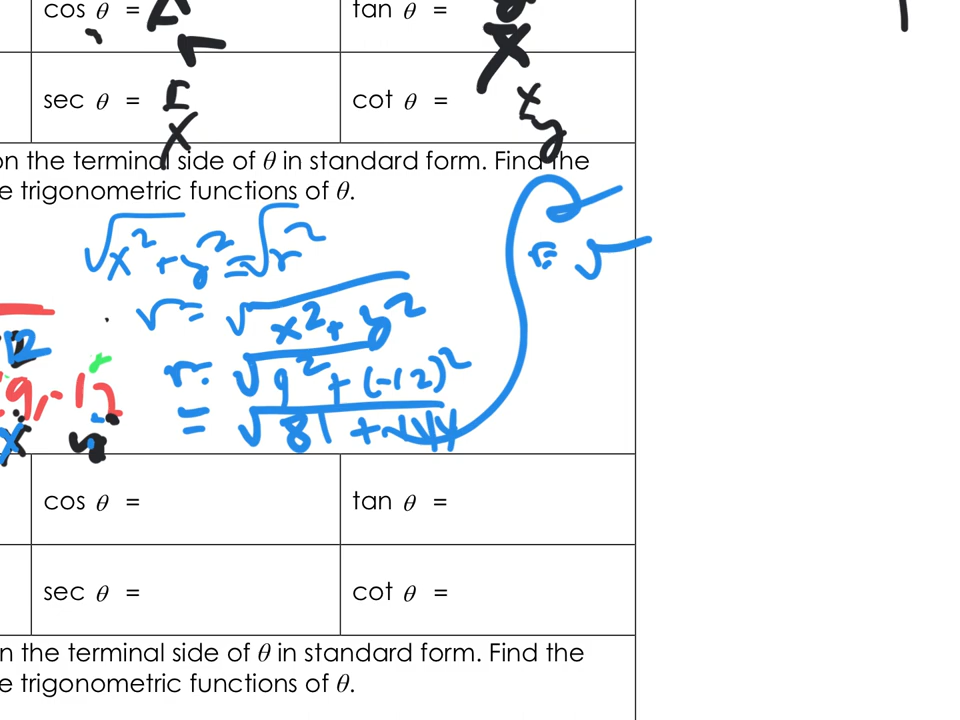 cos θ =
tan θ =
x
sec θ = r
x
cot θ = x
y
on the terminal side of θ in standard form. Find the
e trigonometric functions of θ.
√x²+y² = √r²
r = √x²+y²
r = √9²+(-12)²
= √81+144
r = √
12
9,-12
x y
cos θ =
tan θ =
sec θ =
cot θ =
n the terminal side of θ in standard form. Find the
e trigonometric functions of θ.